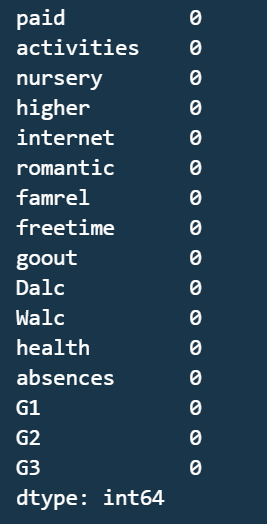 paid 0
activities 0
nursery 0
higher 0
internet 0
romantic 0
famrel 0
freetime 0
goout 0
Dalc 0
Walc 0
health 0
absences 0
G1 0
G2 0
G3 0
dtype: int64